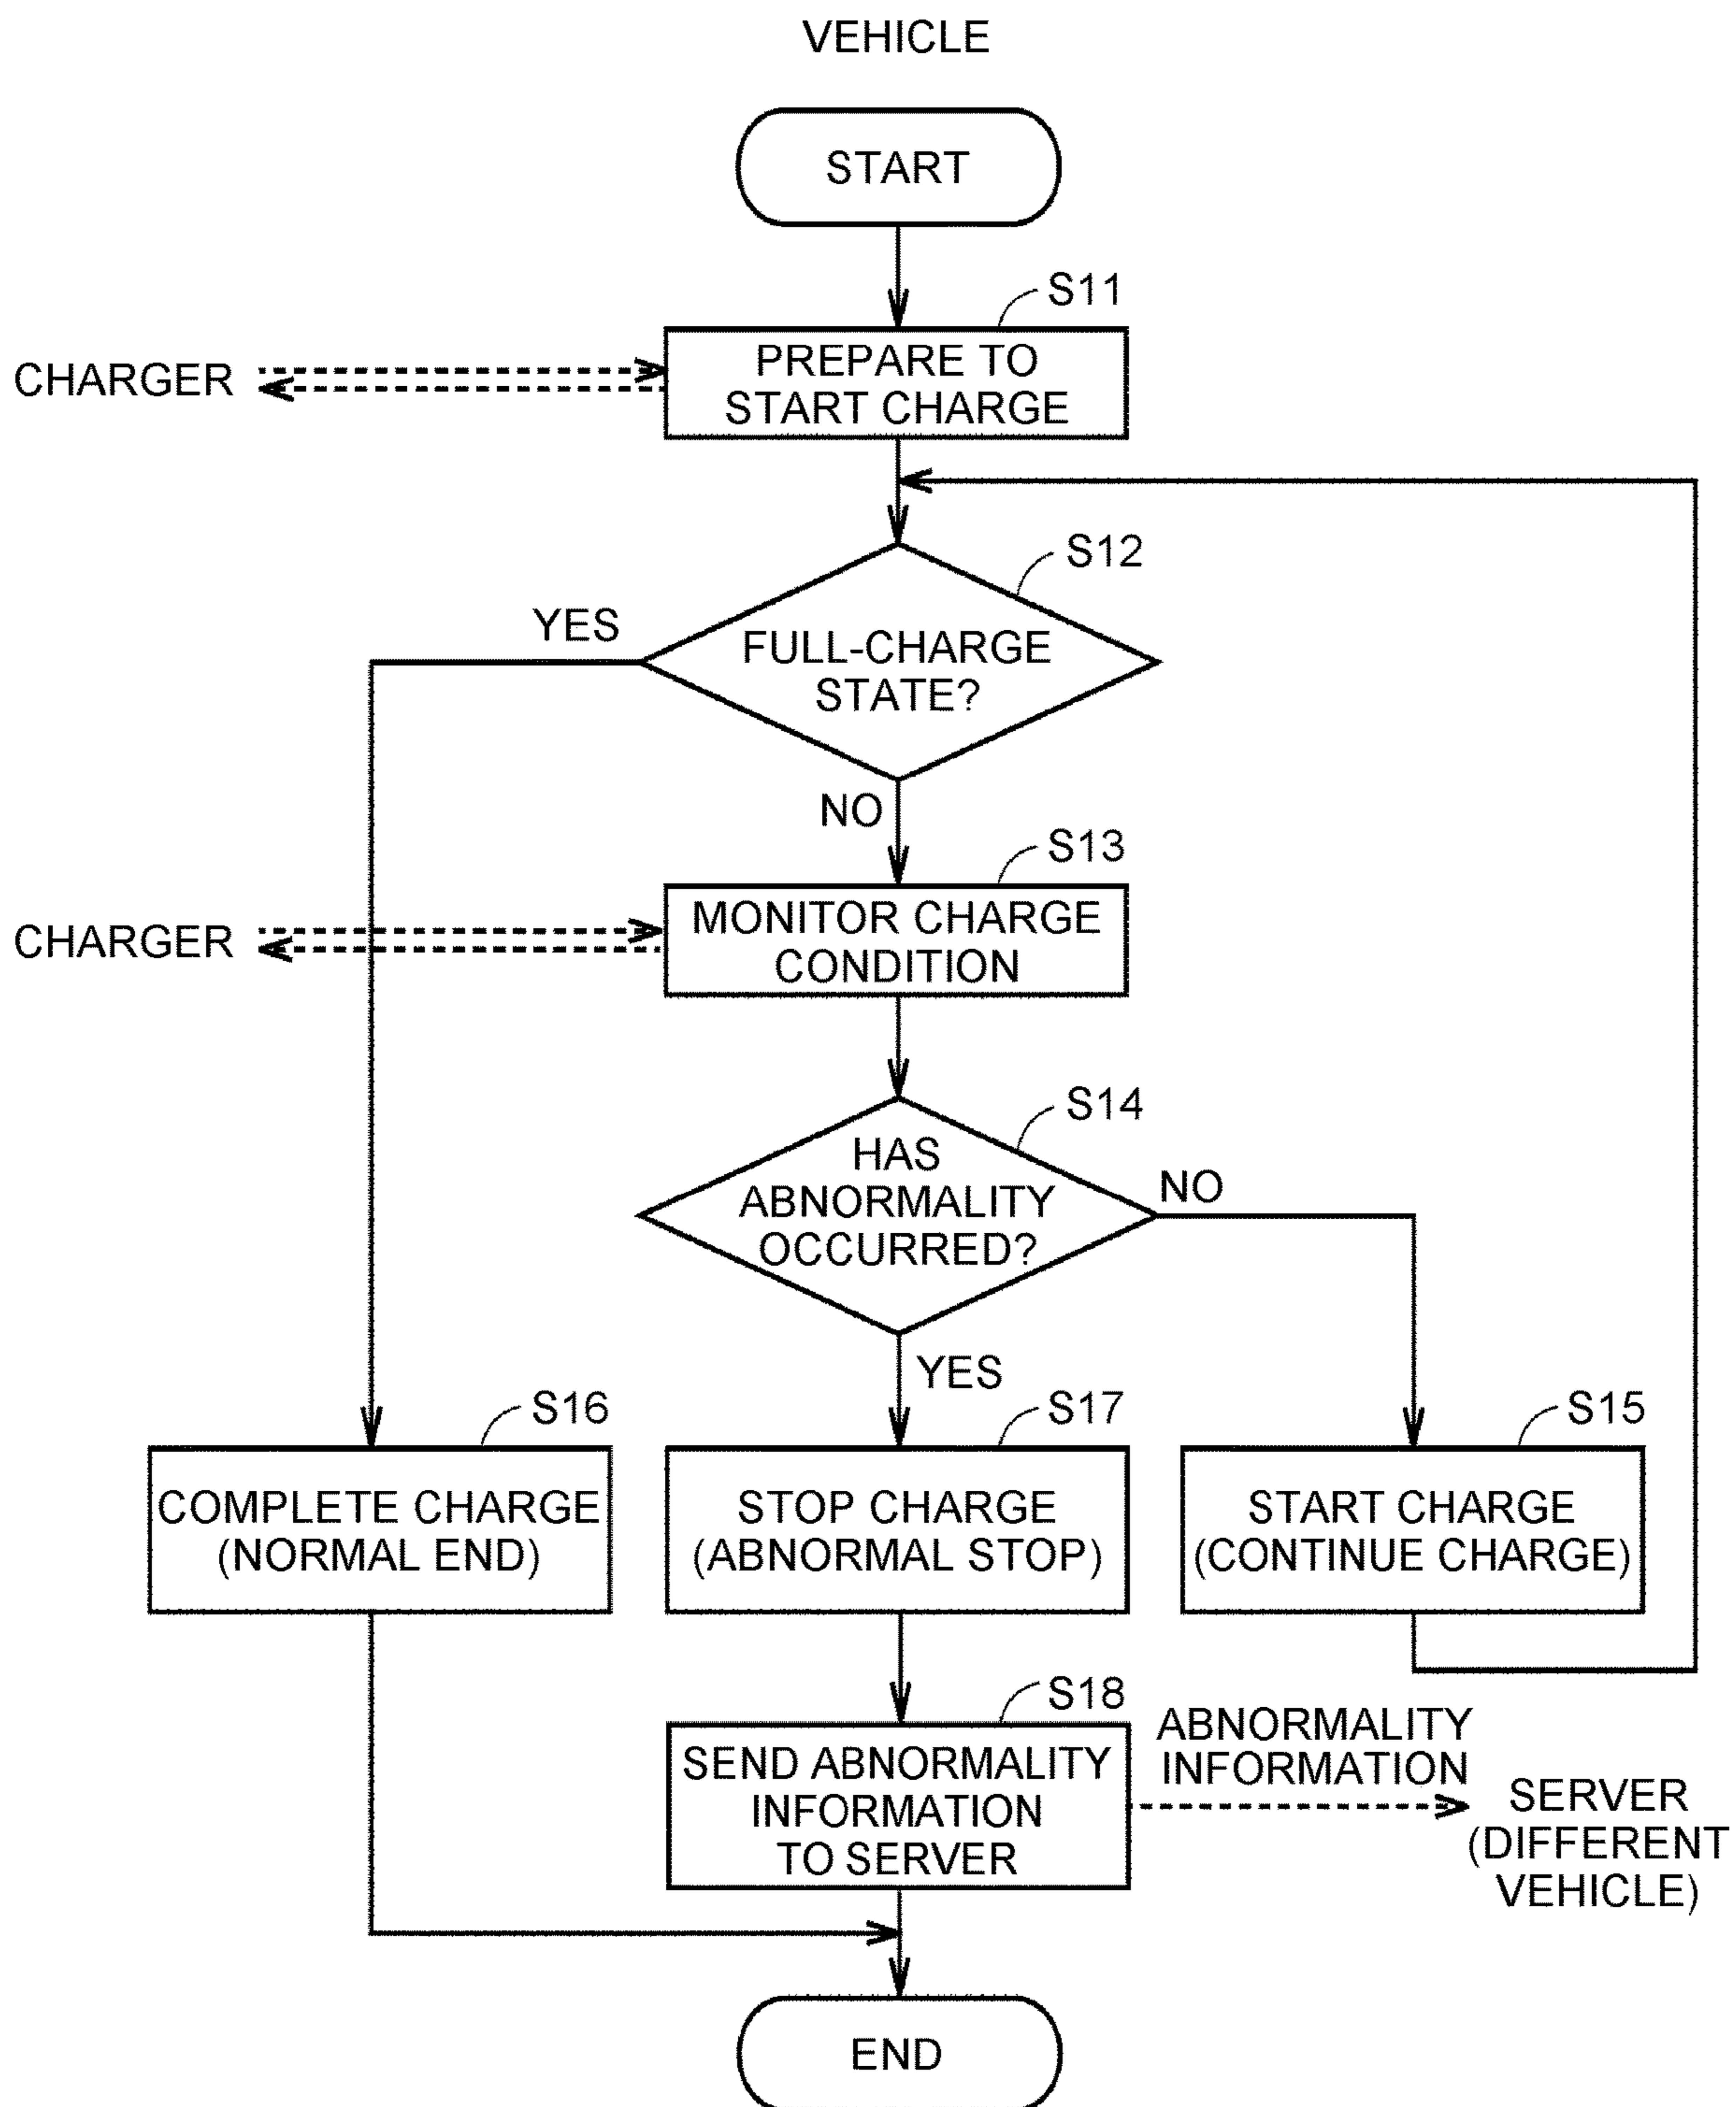 VEHICLE
START
S11
CHARGER
PREPARE TO
START CHARGE
S12
YES
FULL-CHARGE
STATE?
NO
S13
CHARGER
MONITOR CHARGE
CONDITION
S14
HAS
ABNORMALITY
OCCURRED?
NO
YES
S16
S17
S15
COMPLETE CHARGE
(NORMAL END)
STOP CHARGE
(ABNORMAL STOP)
START CHARGE
(CONTINUE CHARGE)
S18
SEND ABNORMALITY
INFORMATION
TO SERVER
ABNORMALITY
INFORMATION
SERVER
(DIFFERENT
VEHICLE)
END